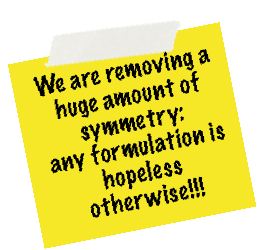 We are removing a
huge amount of
symmetry;
any formulation is
hopeless
otherwise!!!